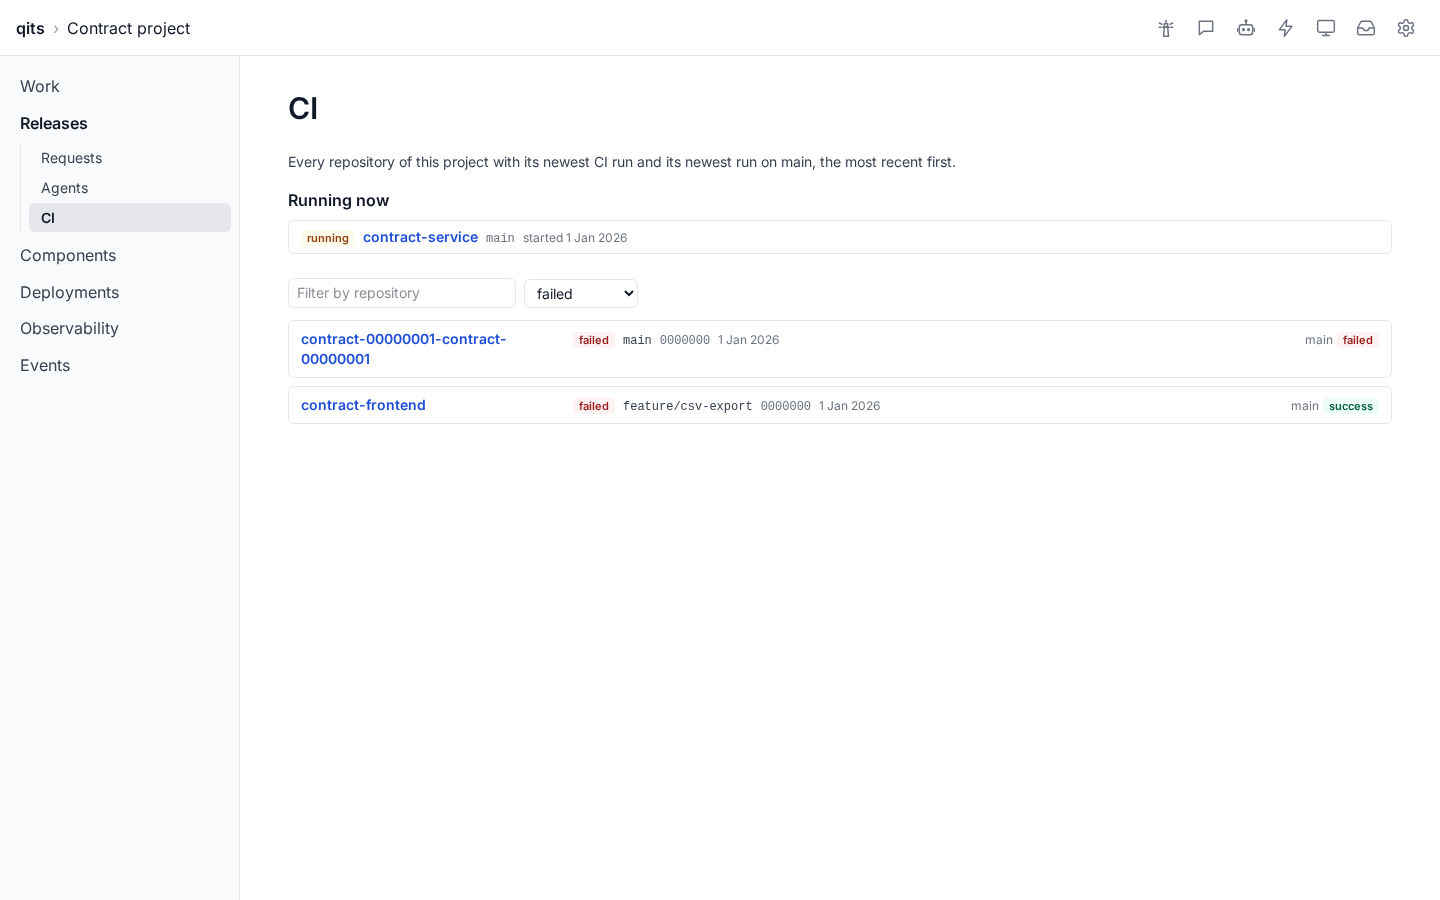 qits › Contract project
Work
Releases
Requests
Agents
CI
Components
Deployments
Observability
Events
CI
Every repository of this project with its newest CI run and its newest run on main, the most recent first.
Running now
running contract-service main started 1 Jan 2026
Filter by repository failed
contract-00000001-contract-
00000001 failed main 0000000 1 Jan 2026 main failed
contract-frontend failed feature/csv-export 0000000 1 Jan 2026 main success